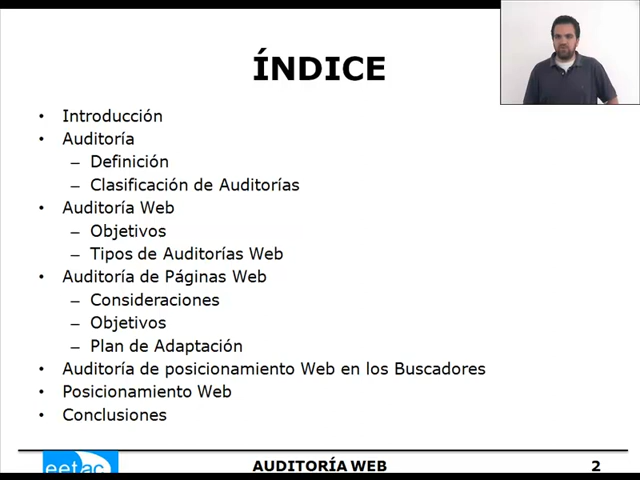 ÍNDICE
• Introducción
• Auditoría
– Definición
– Clasificación de Auditorías
• Auditoría Web
– Objetivos
– Tipos de Auditorías Web
• Auditoría de Páginas Web
– Consideraciones
– Objetivos
– Plan de Adaptación
• Auditoría de posicionamiento Web en los Buscadores
• Posicionamiento Web
• Conclusiones
eetac
AUDITORÍA WEB
2